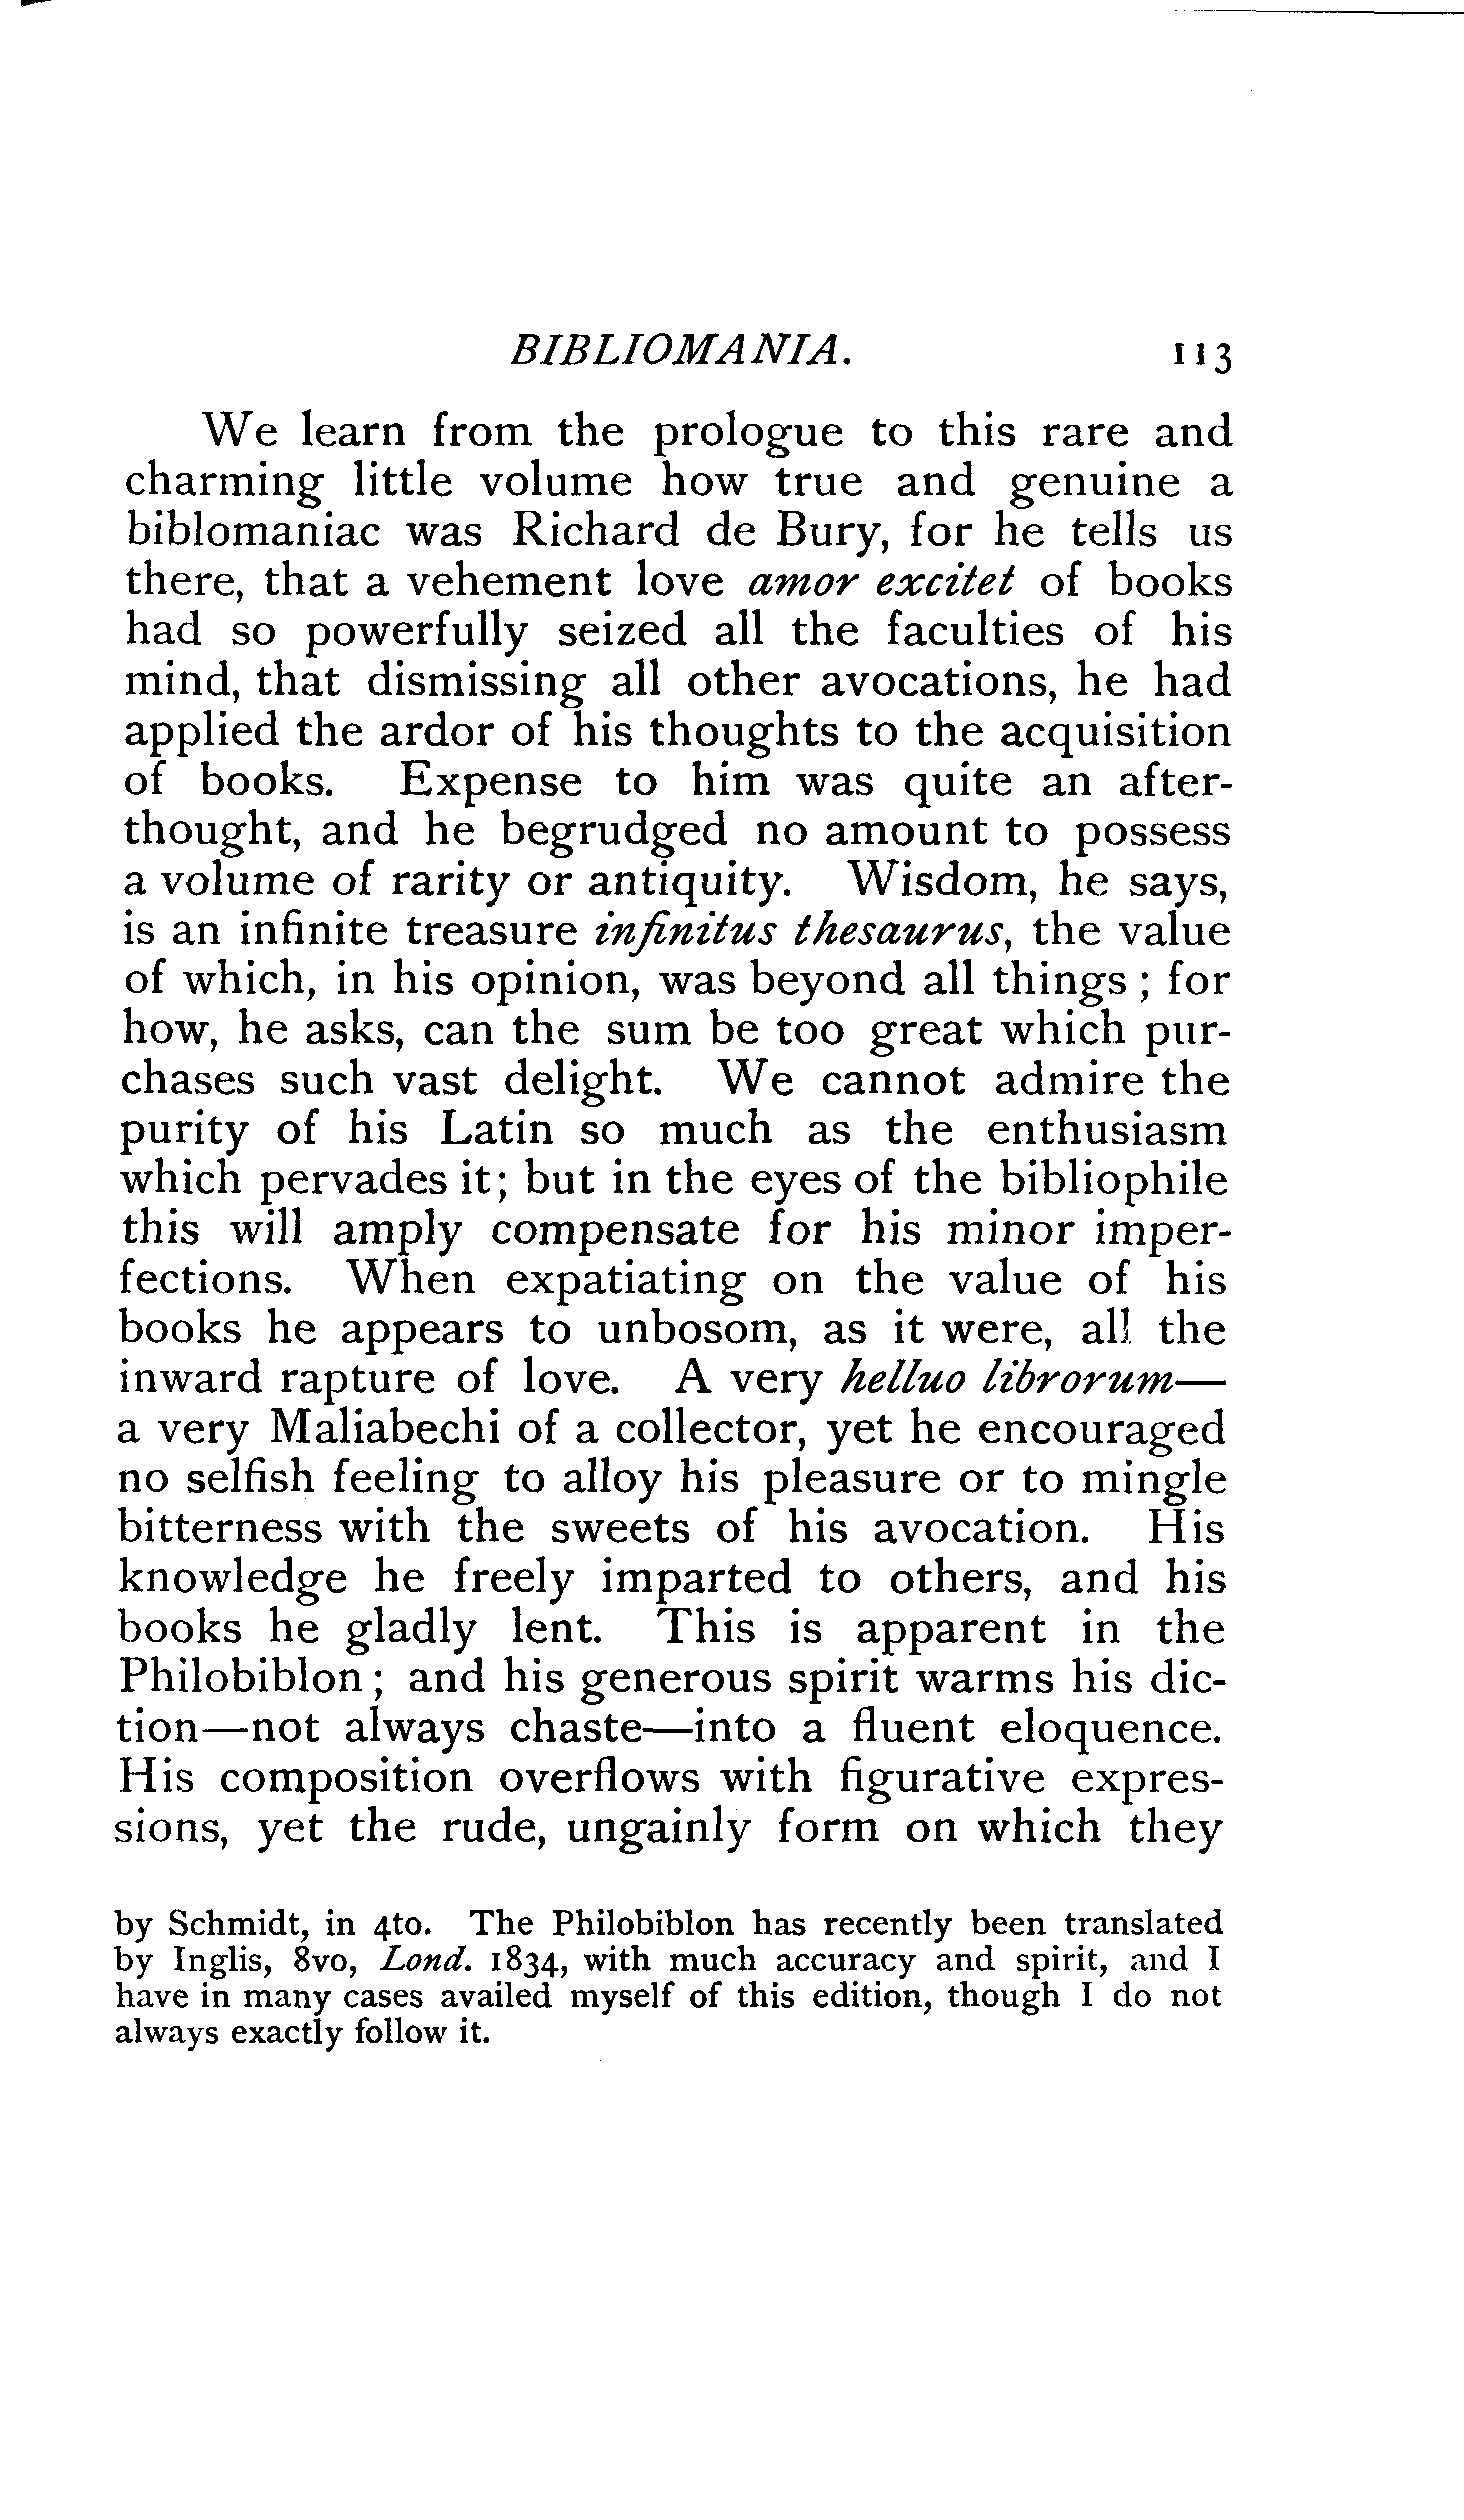 BIBLIOMANIA. 113
We learn from the prologue to this rare and
charming little volume how true and genuine a
biblomaniac was Richard de Bury, for he tells us
there, that a vehement love amor excitet of books
had so powerfully seized all the faculties of his
mind, that dismissing all other avocations, he had
applied the ardor of his thoughts to the acquisition
of books. Expense to him was quite an after-
thought, and he begrudged no amount to possess
a volume of rarity or antiquity. Wisdom, he says,
is an infinite treasure infinitus thesaurus, the value
of which, in his opinion, was beyond all things ; for
how, he asks, can the sum be too great which pur-
chases such vast delight. We cannot admire the
purity of his Latin so much as the enthusiasm
which pervades it; but in the eyes of the bibliophile
this will amply compensate for his minor imper-
fections. When expatiating on the value of his
books he appears to unbosom, as it were, all the
inward rapture of love. A very helluo librorum—
a very Maliabechi of a collector, yet he encouraged
no selfish feeling to alloy his pleasure or to mingle
bitterness with the sweets of his avocation. His
knowledge he freely imparted to others, and his
books he gladly lent. This is apparent in the
Philobiblon ; and his generous spirit warms his dic-
tion—not always chaste—into a fluent eloquence.
His composition overflows with figurative expres-
sions, yet the rude, ungainly form on which they
by Schmidt, in 4to. The Philobiblon has recently been translated
by Inglis, 8vo, Lond. 1834, with much accuracy and spirit, and I
have in many cases availed myself of this edition, though I do not
always exactly follow it.